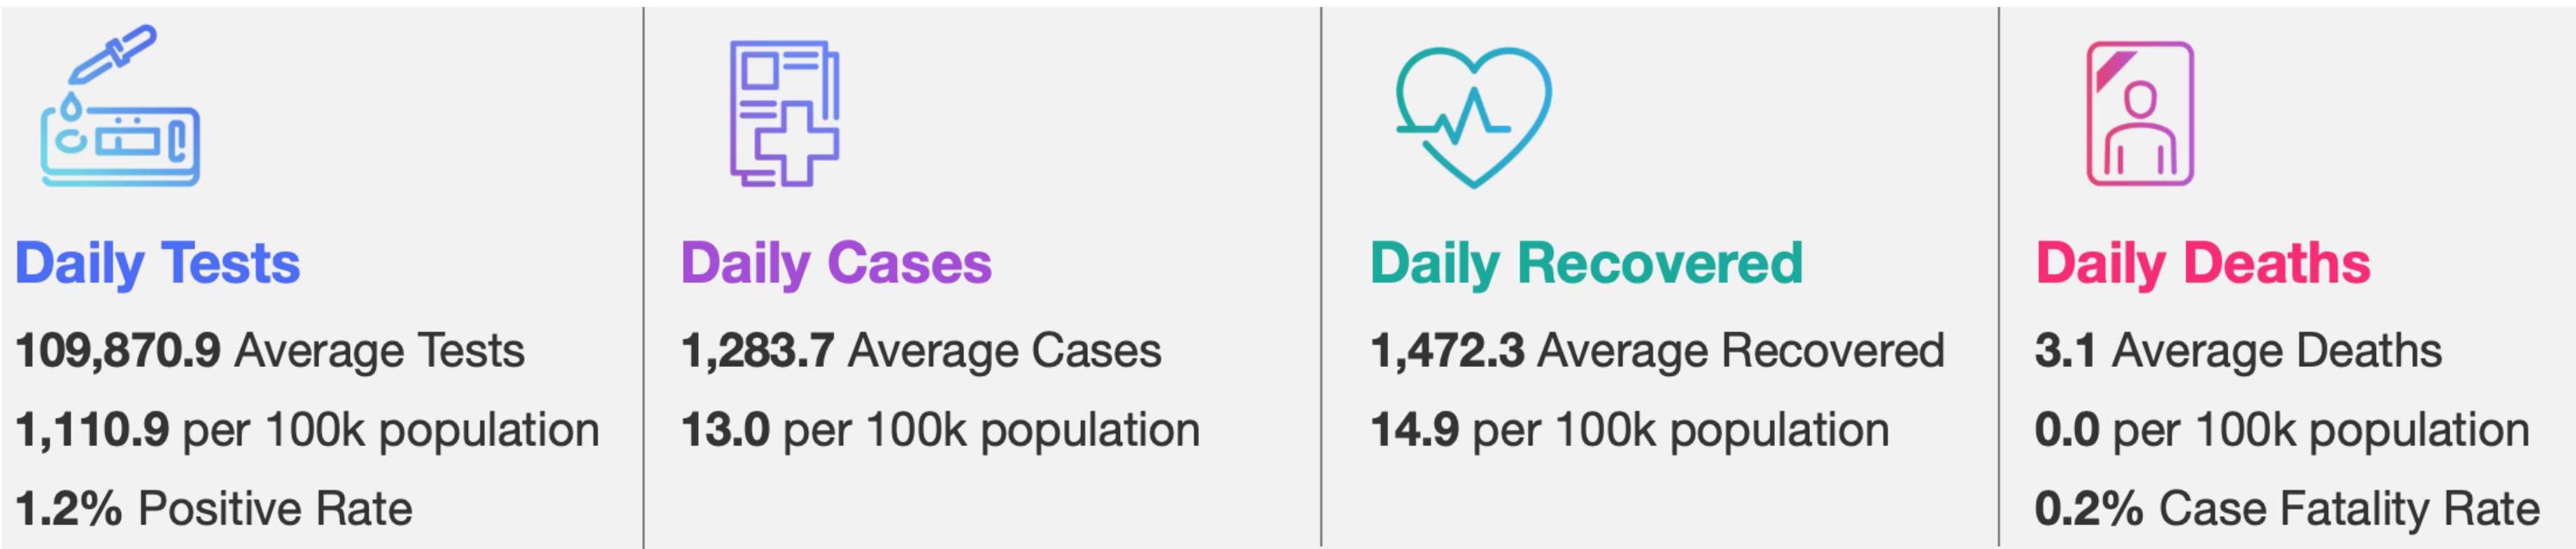 Daily Tests
109,870.9 Average Tests
1,110.9 per 100k population
1.2% Positive Rate
Daily Cases
1,283.7 Average Cases
13.0 per 100k population
Daily Recovered
1,472.3 Average Recovered
14.9 per 100k population
Daily Deaths
3.1 Average Deaths
0.0 per 100k population
0.2% Case Fatality Rate